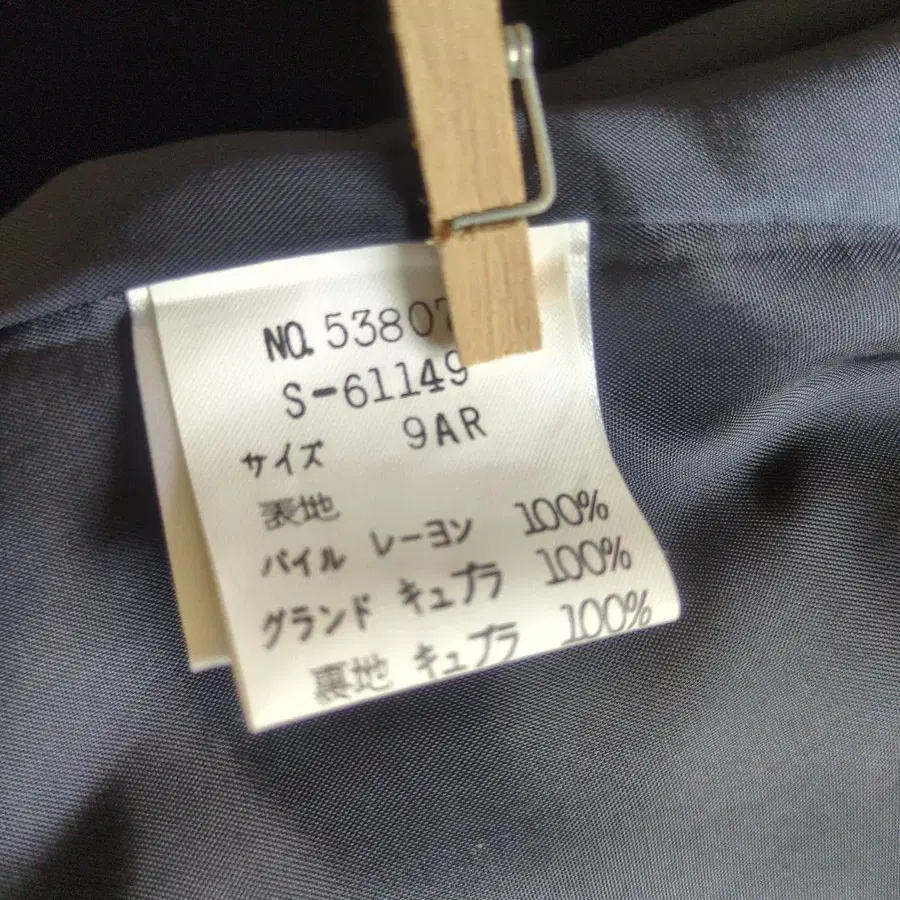 NO. 53807
S-61149
サイズ 9AR
表地
パイル レーヨン 100%
グランド キュプラ 100%
裏地 キュプラ 100%